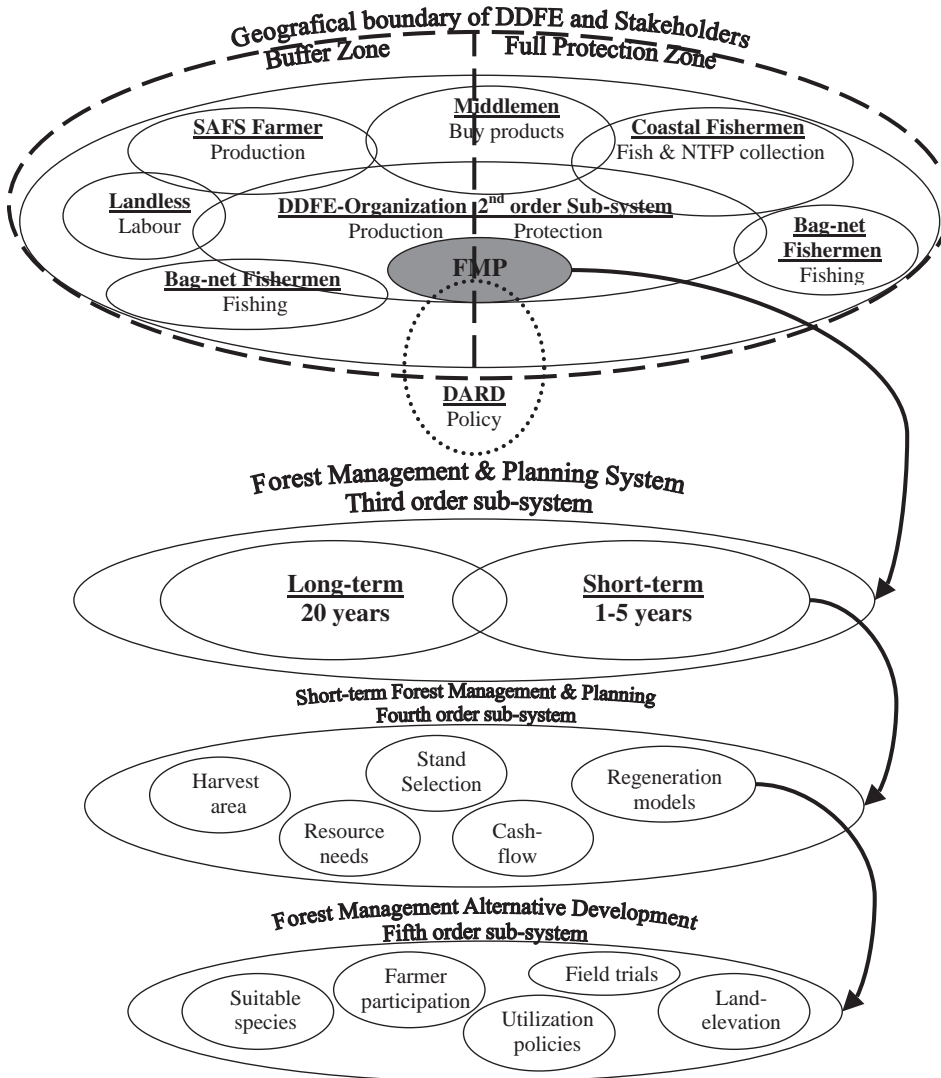 Geografical boundary of DDFE and Stakeholders
Buffer Zone
Full Protection Zone
Middlemen
Buy products
SAFS Farmer
Production
Coastal Fishermen
Fish & NTFP collection
Landless
Labour
DDFE-Organization 2nd order Sub-system
Production
Protection
Bag-net
Fishermen
Fishing
FMP
Bag-net Fishermen
Fishing
DARD
Policy
Forest Management & Planning System
Third order sub-system
Long-term
20 years
Short-term
1-5 years
Short-term Forest Management & Planning
Fourth order sub-system
Harvest
area
Stand
Selection
Regeneration
models
Resource
needs
Cash-
flow
Forest Management Alternative Development
Fifth order sub-system
Suitable
species
Farmer
participation
Field trials
Utilization
policies
Land-
elevation